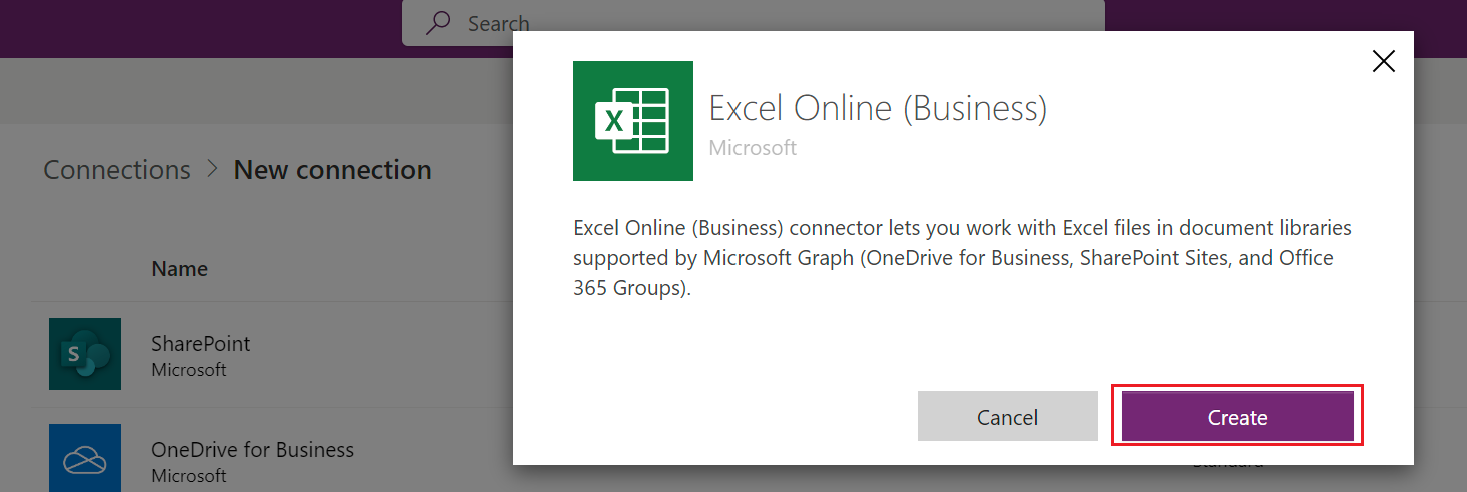 Search
Excel Online (Business)
Microsoft
Connections > New connection
Excel Online (Business) connector lets you work with Excel files in document libraries
supported by Microsoft Graph (OneDrive for Business, SharePoint Sites, and Office
365 Groups).
Name
SharePoint
Microsoft
Cancel
Create
OneDrive for Business
Microsoft
Standard